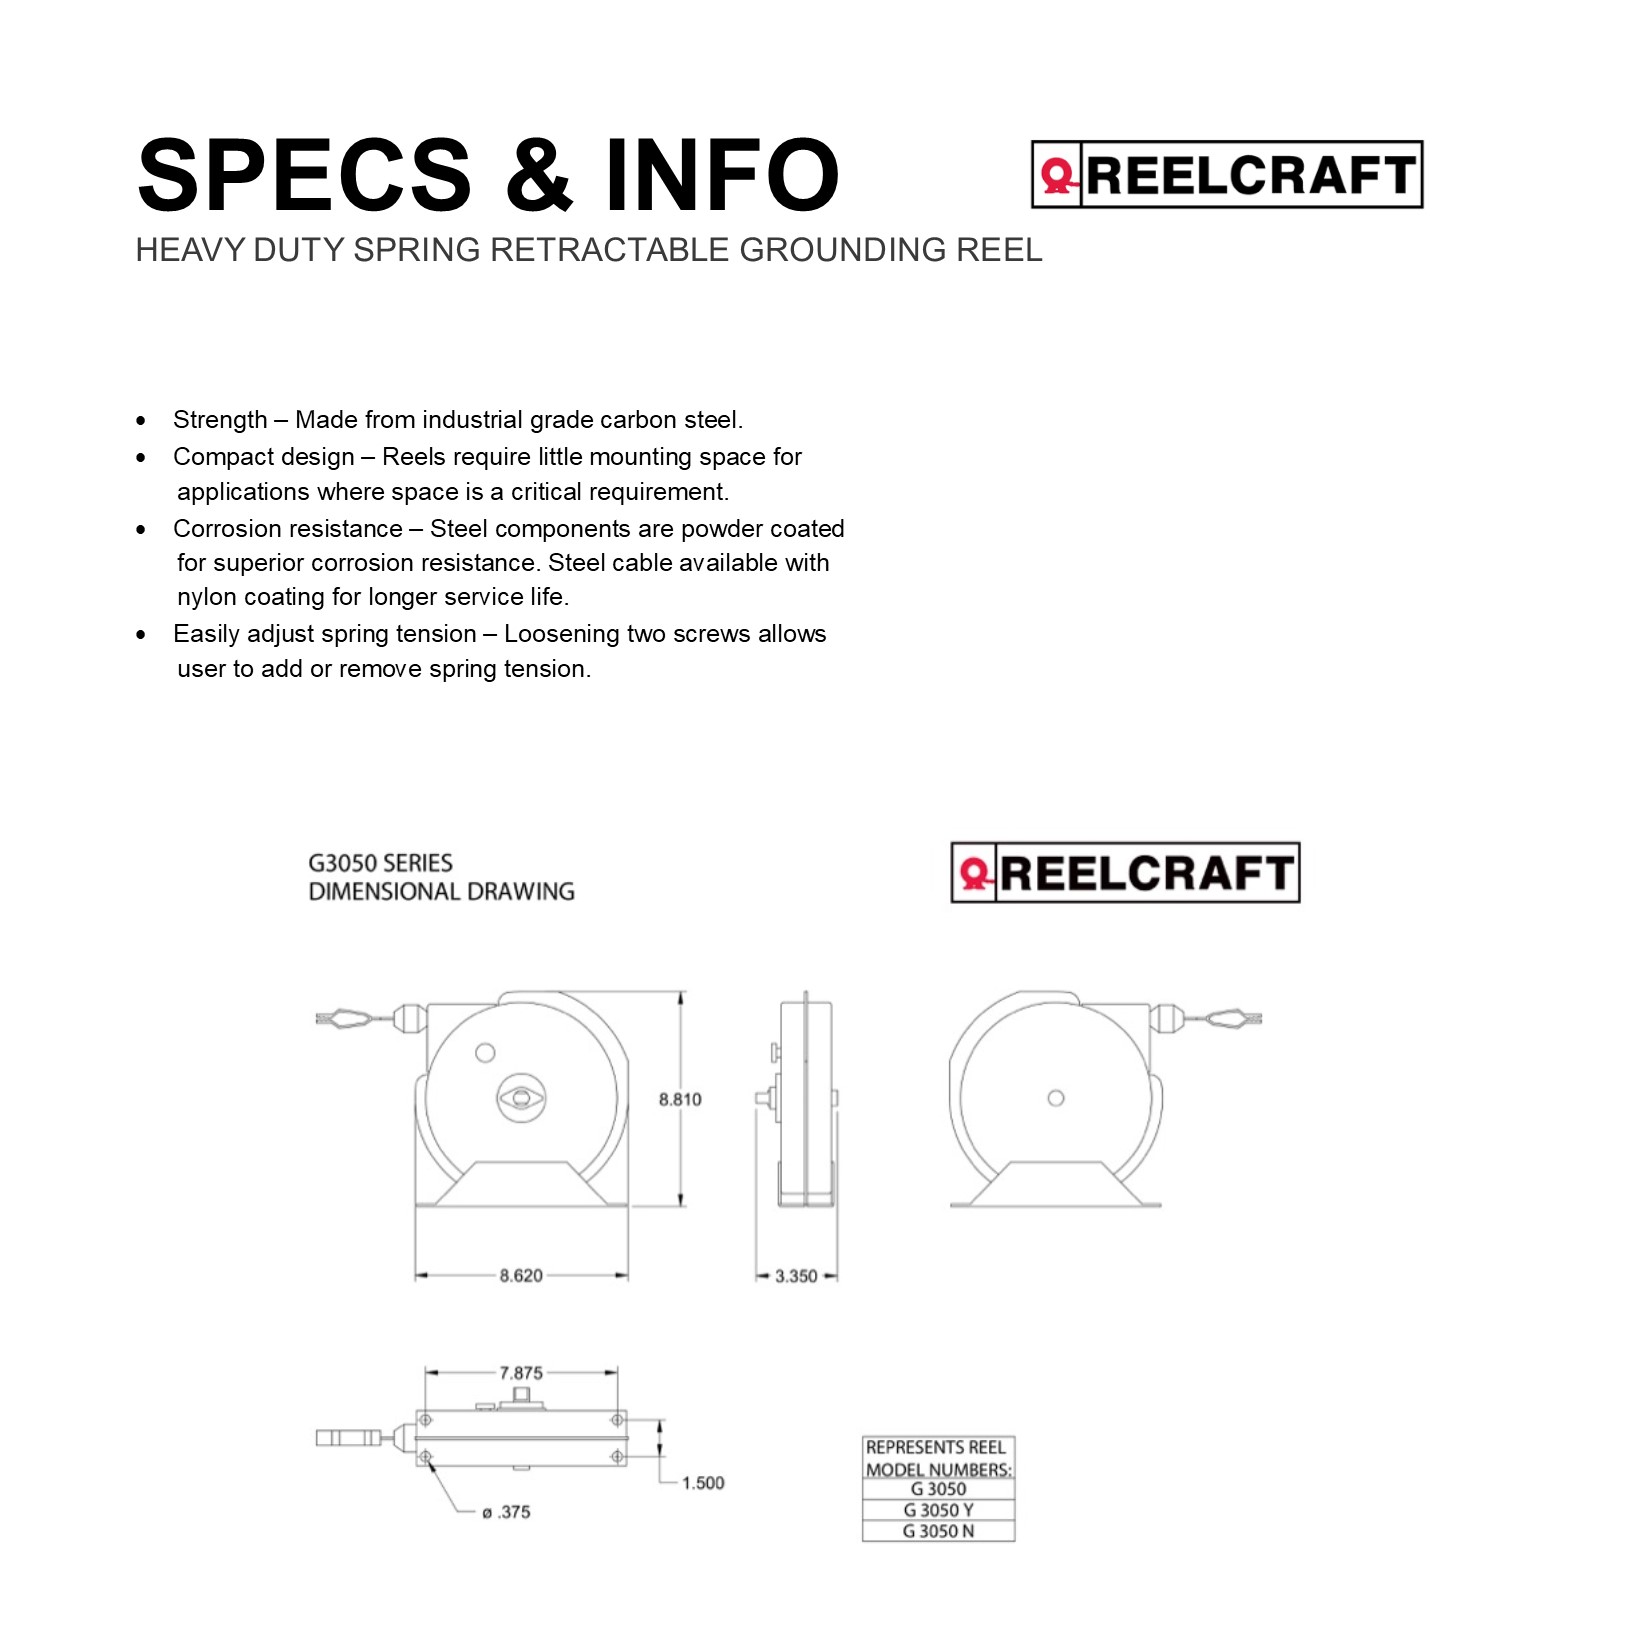 SPECS & INFO
REELCRAFT
HEAVY DUTY SPRING RETRACTABLE GROUNDING REEL
• Strength – Made from industrial grade carbon steel.
• Compact design – Reels require little mounting space for
applications where space is a critical requirement.
• Corrosion resistance – Steel components are powder coated
for superior corrosion resistance. Steel cable available with
nylon coating for longer service life.
• Easily adjust spring tension – Loosening two screws allows
user to add or remove spring tension.
G3050 SERIES
DIMENSIONAL DRAWING
REELCRAFT
8.810
8.620
3.350
7.875
1.500
ø .375
REPRESENTS REEL
MODEL NUMBERS:
G 3050
G 3050 Y
G 3050 N